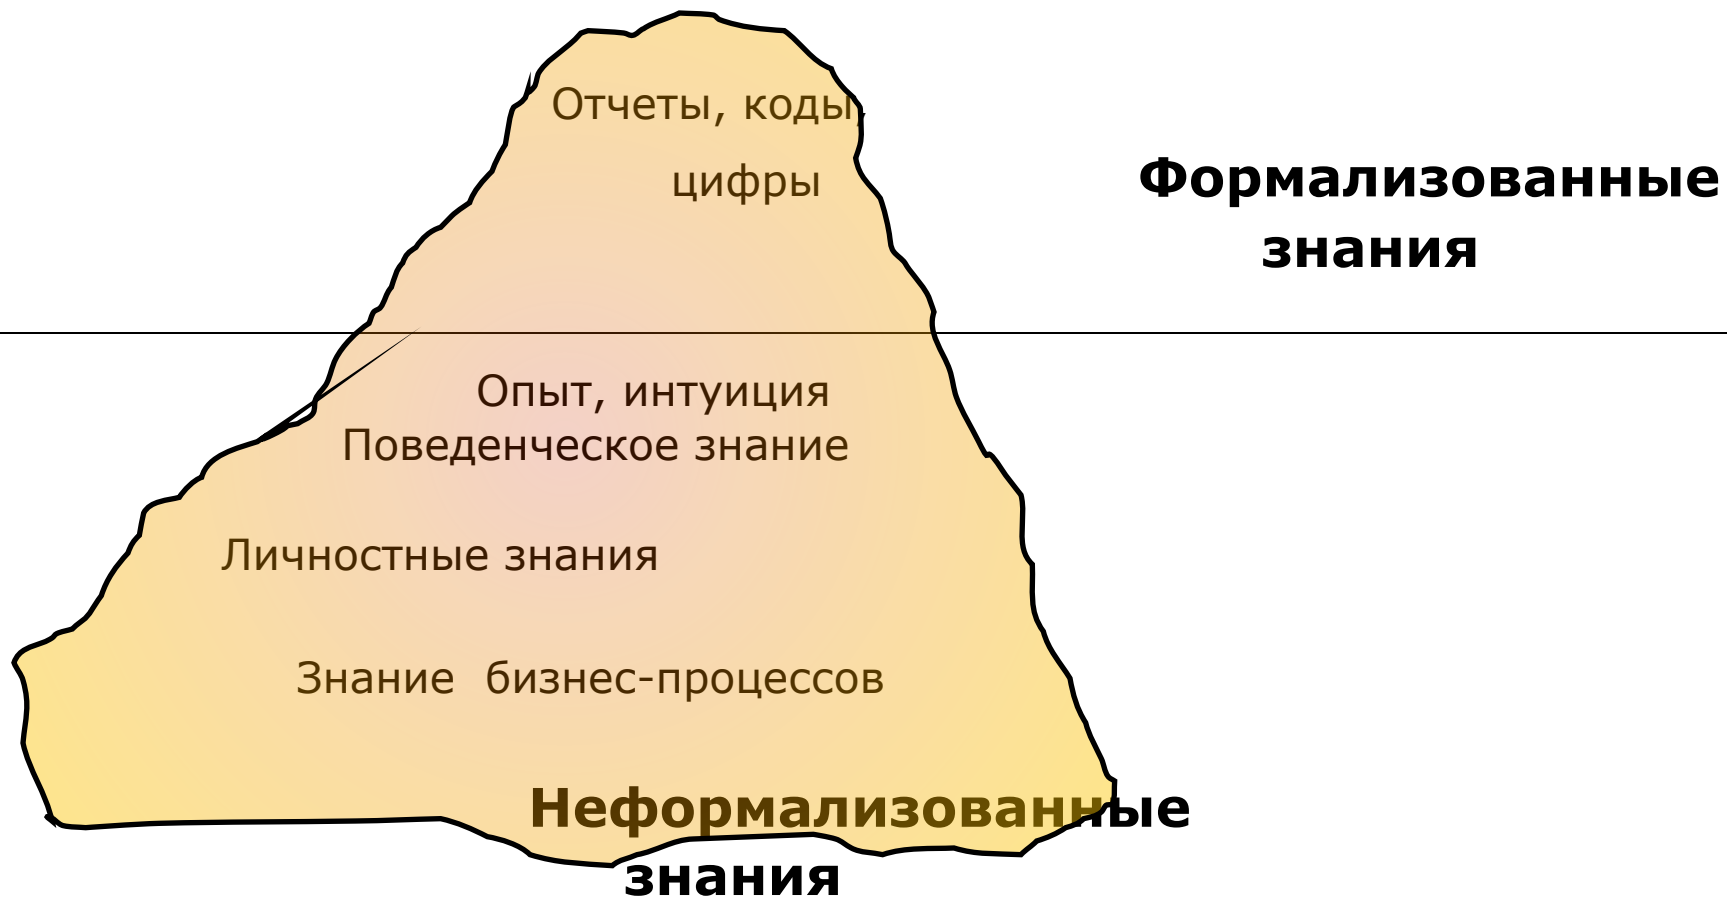 Отчеты, коды,
цифры
Формализованные
знания
Опыт, интуиция
Поведенческое знание
Личностные знания
Знание бизнес-процессов
Неформализованные
знания